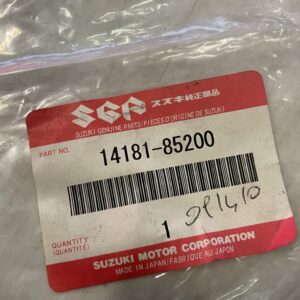 SGP スズキ純正部品
SUZUKI GENUINE PARTS / PIÈCES D'ORIGINE DE SUZUKI
PART NO. 14181-85200
QUANTITY
(QUANTITÉ) 1
SUZUKI MOTOR CORPORATION
MADE IN JAPAN / FABRIQUE AU JAPON